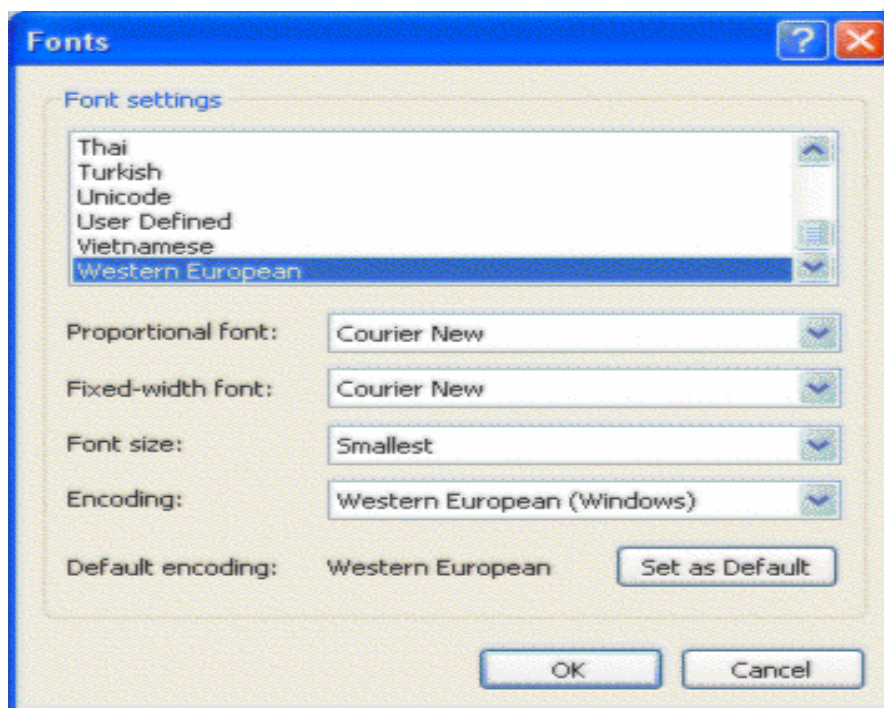 Fonts
Font settings
Thai
Turkish
Unicode
User Defined
Vietnamese
Western European
Proportional font: Courier New
Fixed-width font: Courier New
Font size: Smallest
Encoding: Western European (Windows)
Default encoding: Western European Set as Default
OK Cancel